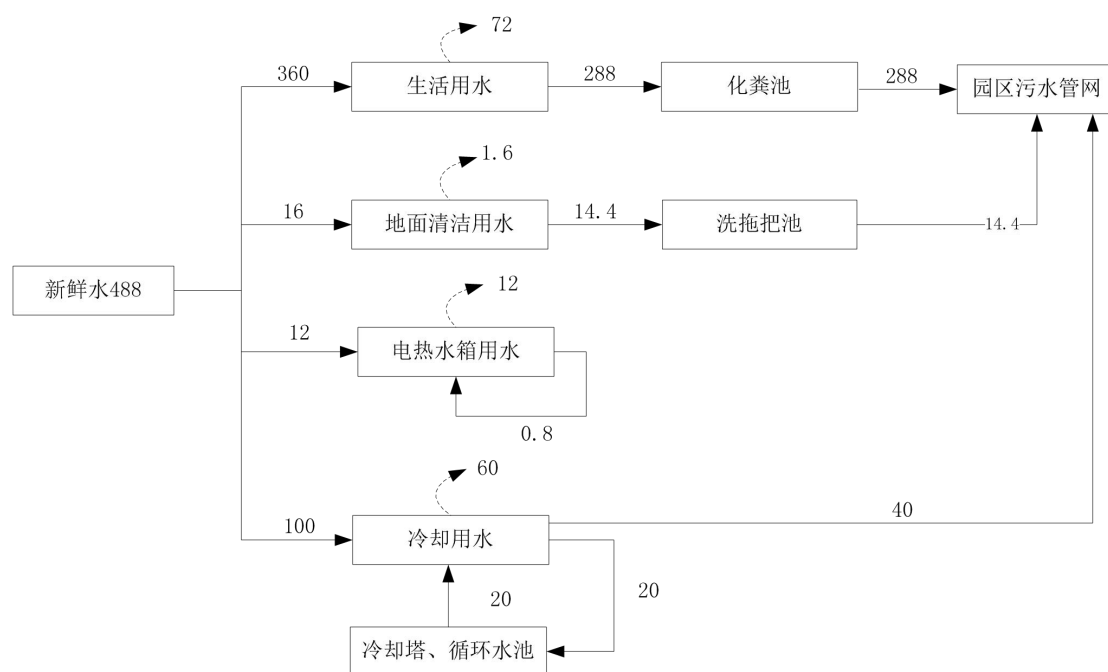 72
360
生活用水
288
化粪池
288
园区污水管网
1.6
16
地面清洁用水
14.4
洗拖把池
14.4
新鲜水488
12
12
电热水箱用水
0.8
60
100
冷却用水
40
20
20
冷却塔、循环水池